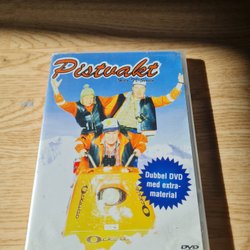 Pistvakt
Dubbel DVD
med extra-
material
DVD